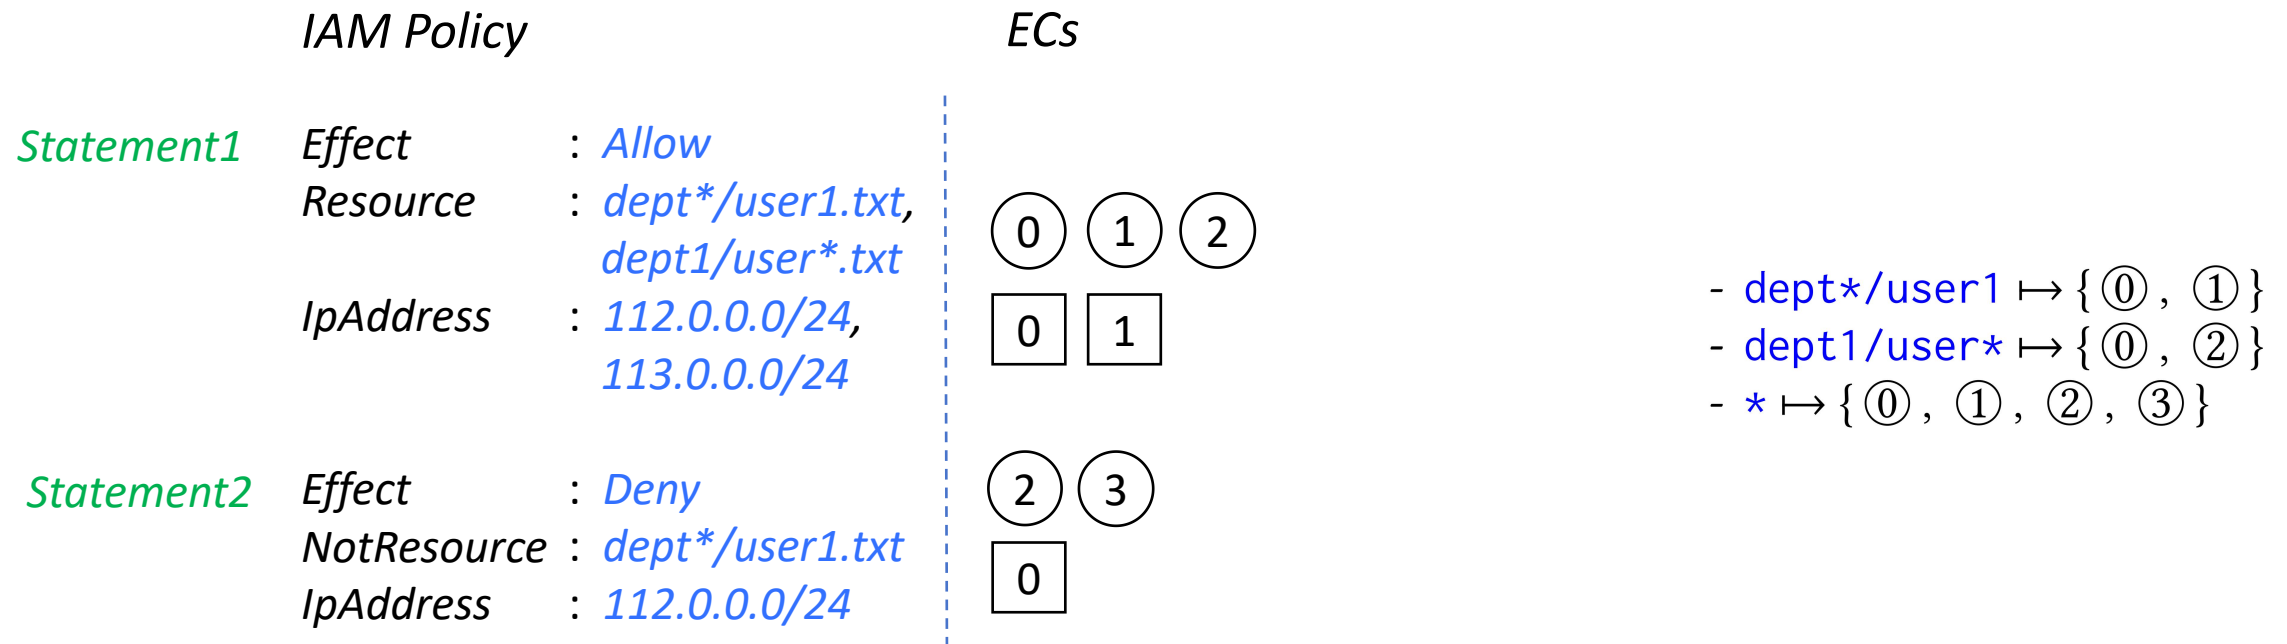 IAM Policy ECs
Statement1 Effect : Allow
Resource : dept*/user1.txt,
dept1/user*.txt
0 1 2
IpAddress : 112.0.0.0/24,
113.0.0.0/24
0 1
Statement2 Effect : Deny
NotResource : dept*/user1.txt
IpAddress : 112.0.0.0/24
2 3
0
- dept*/user1 ↦ { ⓪ , ① }
- dept1/user* ↦ { ⓪ , ② }
- * ↦ { ⓪ , ① , ② , ③ }